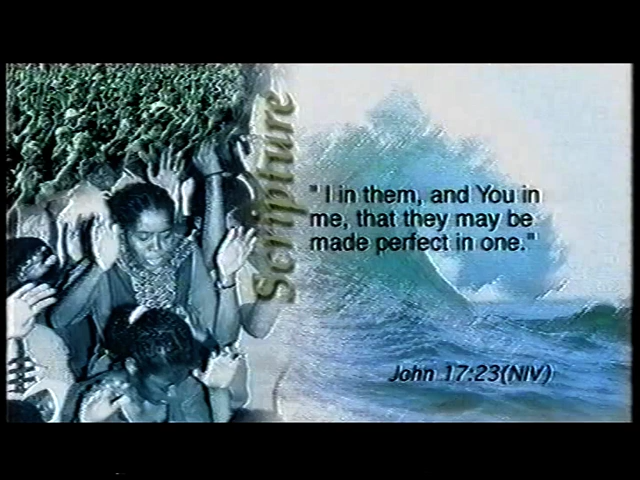 Scripture
" I in them, and You in
me, that they may be
made perfect in one."
John 17:23(NIV)